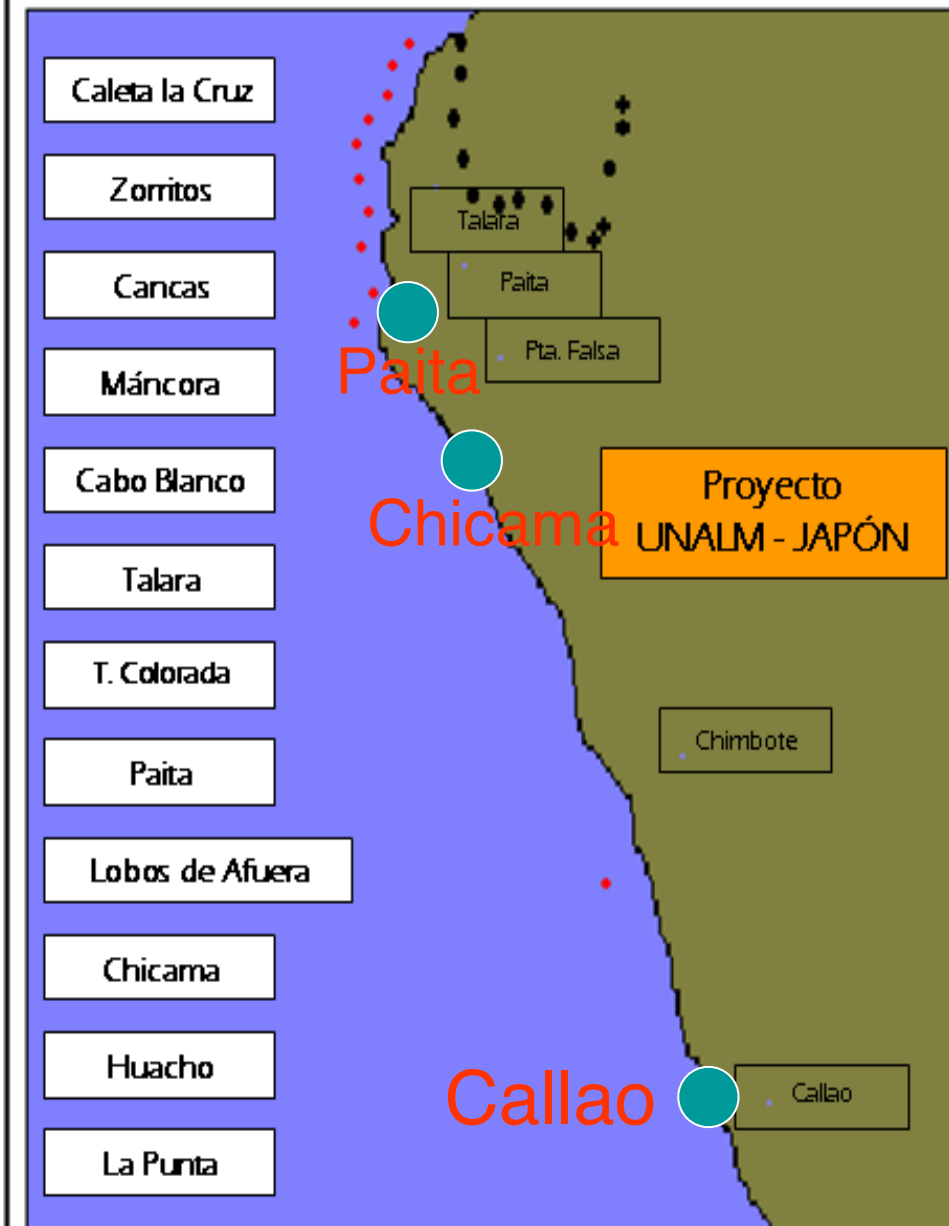 Caleta la Cruz
Zorritos
Cancas
Máncora
Cabo Blanco
Talara
T. Colorada
Paita
Lobos de Afuera
Chicama
Huacho
La Punta
Talara
Paita
Pta. Falsa
Paita
Chicama
Proyecto
UNALM - JAPÓN
Chimbote
Callao
Callao